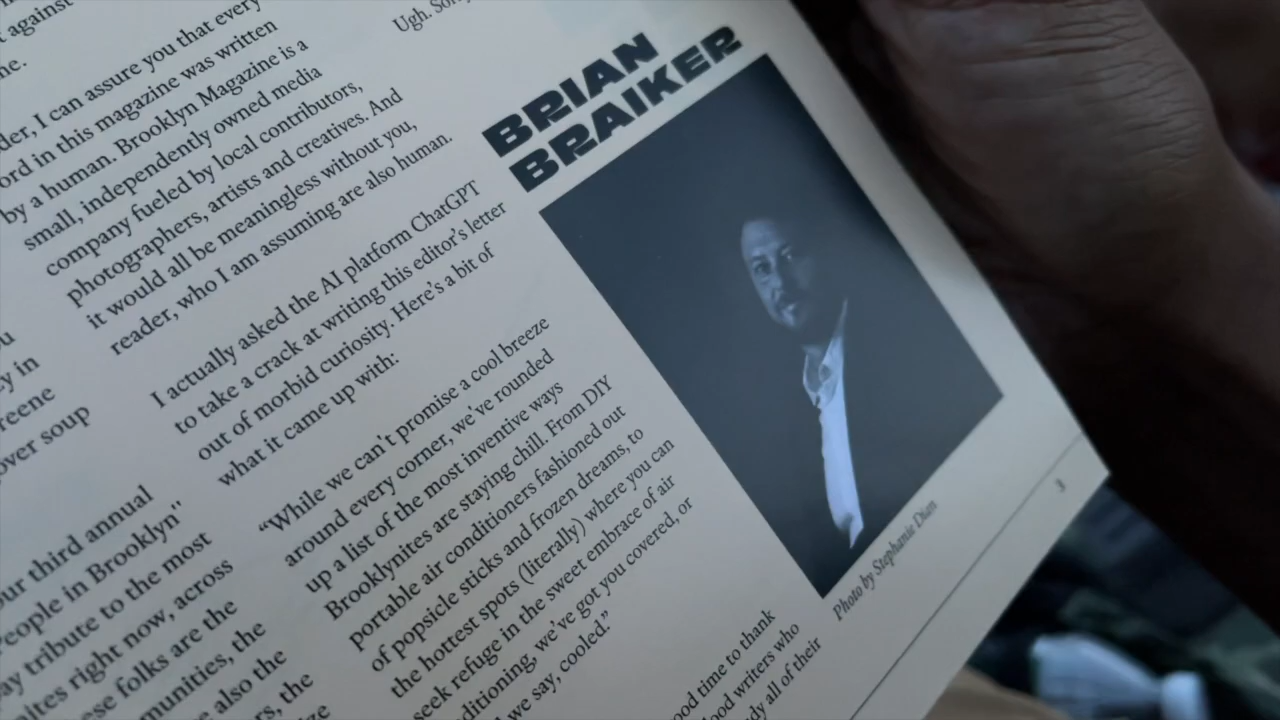 against
ne.
der, I can assure you that every
ord in this magazine was written
by a human. Brooklyn Magazine is a
small, independently owned media
company fueled by local contributors,
photographers, artists and creatives. And
it would all be meaningless without you,
reader, who I am assuming are also human.
I actually asked the AI platform ChatGPT
to take a crack at writing this editor's letter
out of morbid curiosity. Here's a bit of
what it came up with:
"While we can't promise a cool breeze
around every corner, we've rounded
up a list of the most inventive ways
Brooklynites are staying chill. From DIY
portable air conditioners fashioned out
of popsicle sticks and frozen dreams, to
the hottest spots (literally) where you can
seek refuge in the sweet embrace of air
ditioning, we've got you covered, or
we say, cooled."
u
y in
reene
over soup
our third annual
People in Brooklyn"
ay tribute to the most
altes right now, across
ese folks are the
munities, the
e also the
rs, the
ize
Ugh.
BRIAN
BRAIKER
Photo by Stephanie Dian
ood time to thank
lood writers who
dy all of their
3